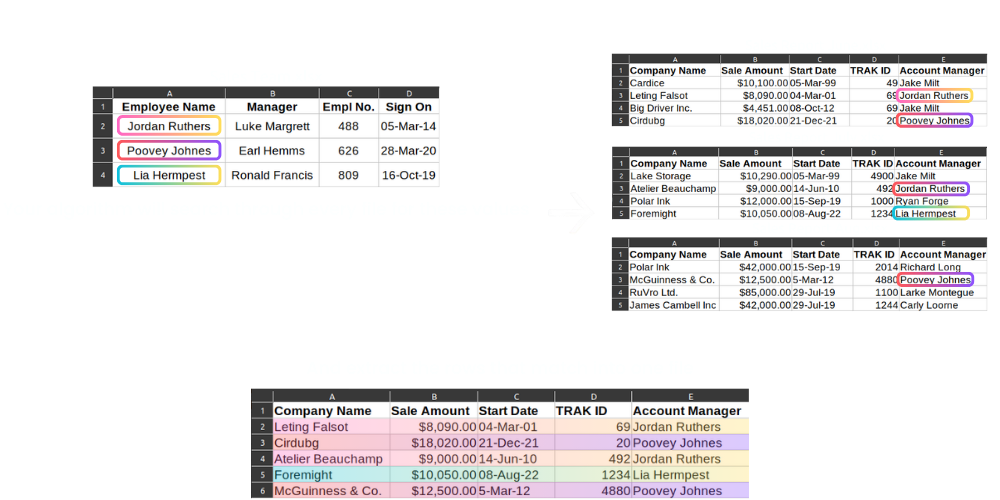 A B C D
1 Employee Name Manager Empl No. Sign On
2 Jordan Ruthers Luke Margrett 488 05-Mar-14
3 Poovey Johnes Earl Hemms 626 28-Mar-20
4 Lia Hermpest Ronald Francis 809 16-Oct-19
A B C D E
1 Company Name Sale Amount Start Date TRAK ID Account Manager
2 Cardice $10,100.00 05-Mar-99 49 Jake Milt
3 Leting Falsot $8,090.00 04-Mar-01 69 Jordan Ruthers
4 Big Driver Inc. $4,451.00 08-Oct-12 69 Jake Milt
5 Cirdubg $18,020.00 21-Dec-21 20 Poovey Johnes
A B C D E
1 Company Name Sale Amount Start Date TRAK ID Account Manager
2 Lake Storage $10,290.00 05-Mar-99 4900 Jake Milt
3 Atelier Beauchamp $9,000.00 14-Jun-10 492 Jordan Ruthers
4 Polar Ink $12,000.00 15-Sep-19 1000 Ryan Forge
5 Foremight $10,050.00 08-Aug-22 1234 Lia Hermpest
A B C D E
1 Company Name Sale Amount Start Date TRAK ID Account Manager
2 Polar Ink $42,000.00 15-Sep-19 2014 Richard Long
3 McGuinness & Co. $12,500.00 5-Mar-12 4880 Poovey Johnes
4 RuVro Ltd. $85,000.00 29-Jul-19 1100 Larke Montegue
5 James Cambell Inc $42,000.00 29-Jul-19 1244 Carly Loorne
A B C D E
1 Company Name Sale Amount Start Date TRAK ID Account Manager
2 Leting Falsot $8,090.00 04-Mar-01 69 Jordan Ruthers
3 Cirdubg $18,020.00 21-Dec-21 20 Poovey Johnes
4 Atelier Beauchamp $9,000.00 14-Jun-10 492 Jordan Ruthers
5 Foremight $10,050.00 08-Aug-22 1234 Lia Hermpest
6 McGuinness & Co. $12,500.00 5-Mar-12 4880 Poovey Johnes